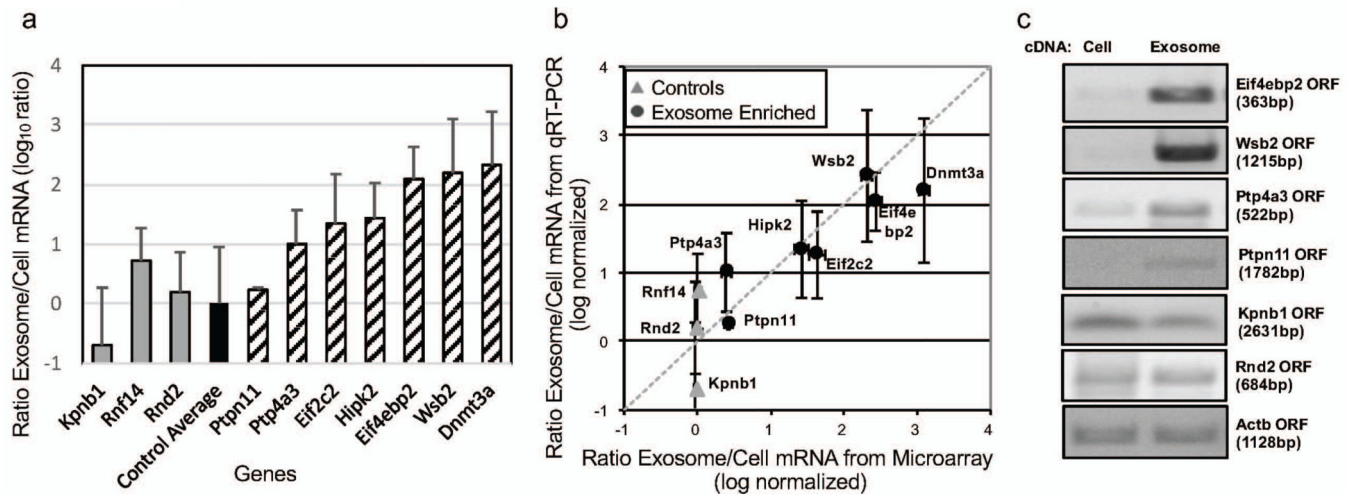 a
Ratio Exosome/Cell mRNA (log₁₀ ratio)
4
3
2
1
0
-1
Kpnb1
Rnf14
Rnd2
Control Average
Ptpn11
Ptp4a3
Eif2c2
Hipk2
Eif4ebp2
Wsb2
Dnmt3a
Genes
b
Ratio Exosome/Cell mRNA from qRT-PCR
(log normalized)
4
3
2
1
0
-1
Controls
Exosome Enriched
Wsb2
Dnmt3a
Eif4e
bp2
Hipk2
Eif2c2
Ptp4a3
Rnf14
Rnd2
Ptpn11
Kpnb1
-1
0
1
2
3
4
Ratio Exosome/Cell mRNA from Microarray
(log normalized)
c
cDNA: Cell Exosome
Eif4ebp2 ORF
(363bp)
Wsb2 ORF
(1215bp)
Ptp4a3 ORF
(522bp)
Ptpn11 ORF
(1782bp)
Kpnb1 ORF
(2631bp)
Rnd2 ORF
(684bp)
Actb ORF
(1128bp)